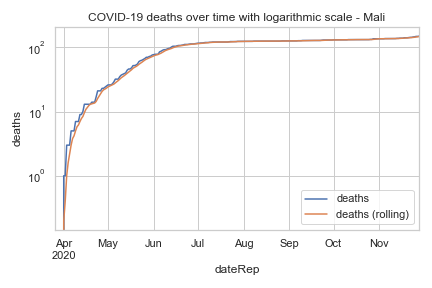 COVID-19 deaths over time with logarithmic scale - Mali
deaths
10²
10¹
10⁰
deaths
deaths (rolling)
Apr May Jun Jul Aug Sep Oct Nov
2020
dateRep